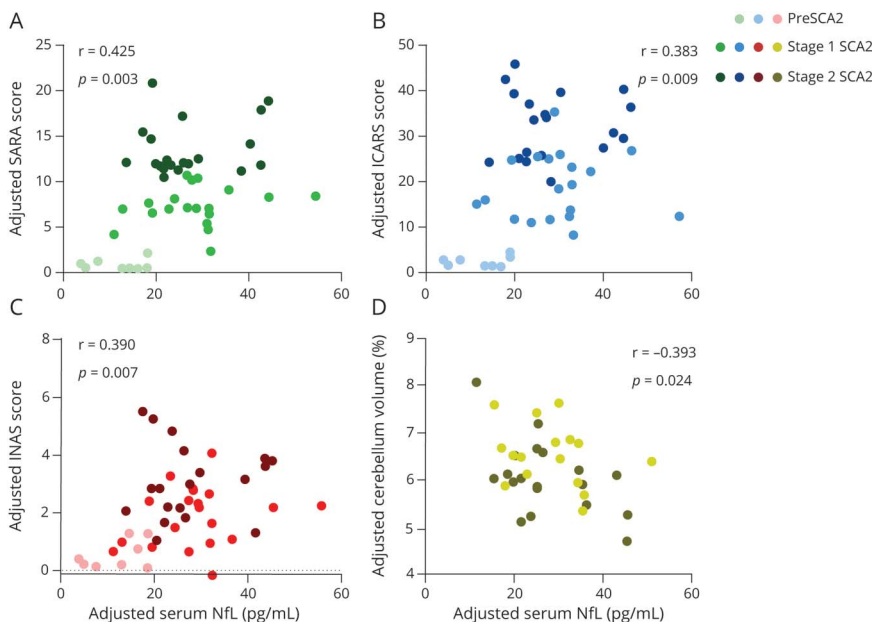 A
r = 0.425
p = 0.003
Adjusted SARA score
25
20
15
10
5
0
0
20
40
60
B
r = 0.383
p = 0.009
Adjusted ICARS score
50
40
30
20
10
0
0
20
40
60
PreSCA2
Stage 1 SCA2
Stage 2 SCA2
C
r = 0.390
p = 0.007
Adjusted INAS score
8
6
4
2
0
0
20
40
60
Adjusted serum NfL (pg/mL)
D
r = –0.393
p = 0.024
Adjusted cerebellum volume (%)
9
8
7
6
5
4
0
20
40
60
Adjusted serum NfL (pg/mL)